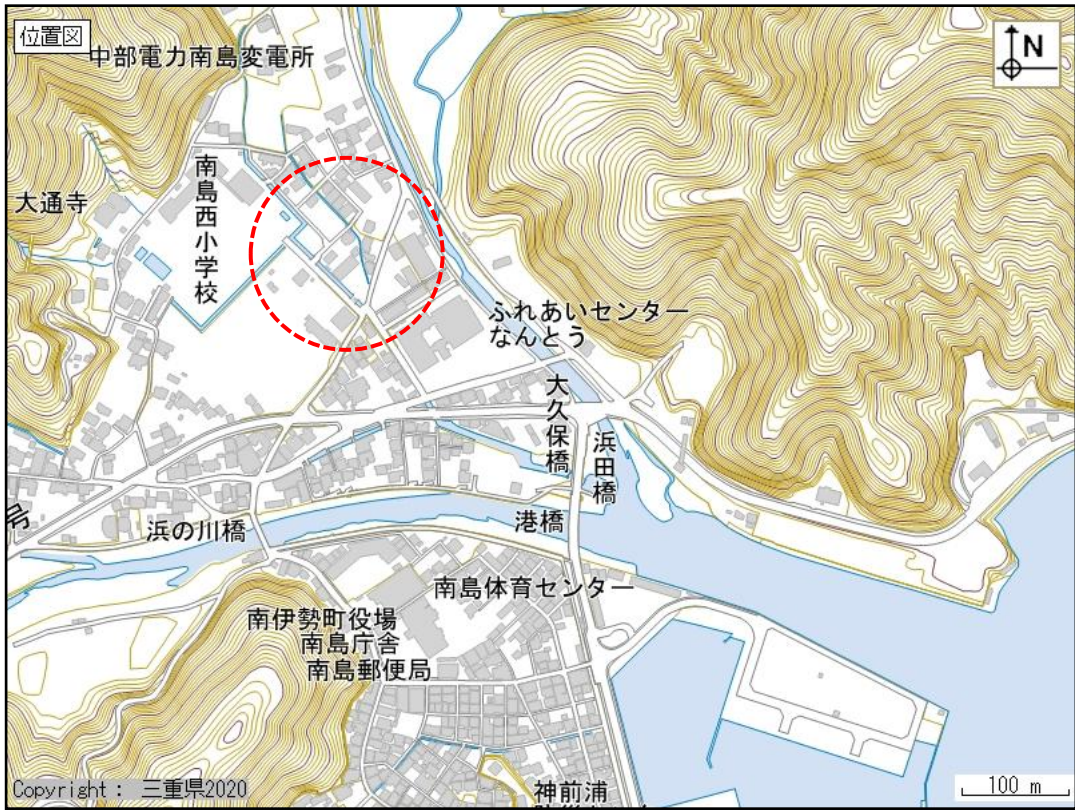 位置図
N
中部電力南島変電所
南島西小学校
大通寺
ふれあいセンター
なんとう
大久保橋
浜田橋
号
浜の川橋
港橋
南島体育センター
南伊勢町役場
南島庁舎
南島郵便局
神前浦
Copyright : 三重県2020
100 m